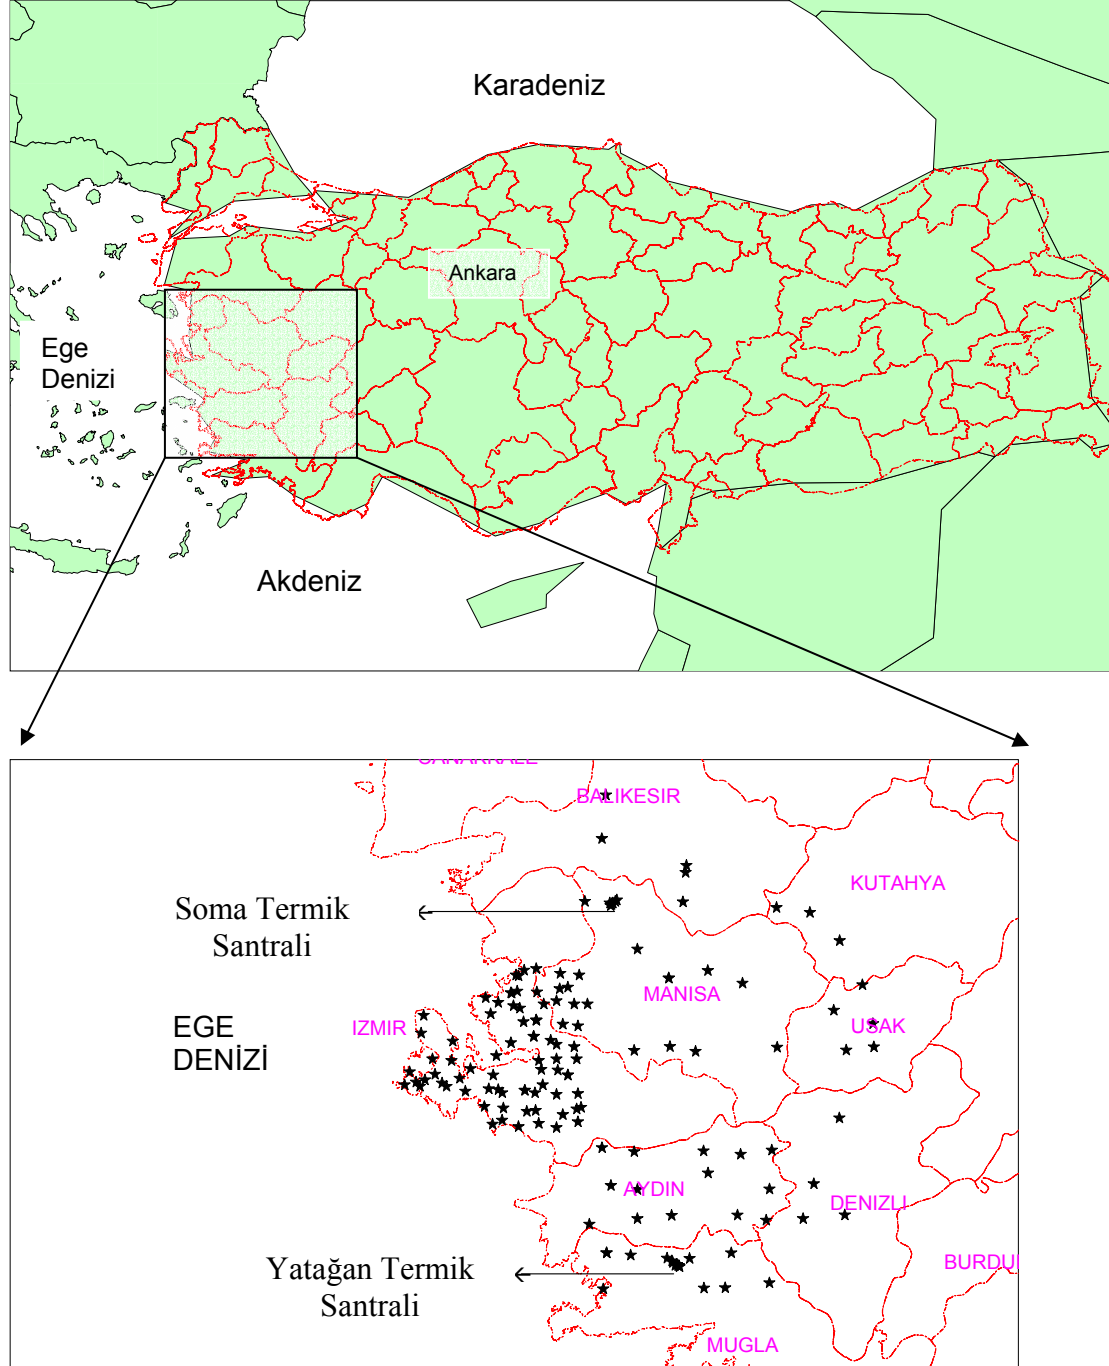 Karadeniz
Ankara
Ege
Denizi
Akdeniz
CANAKKALE
BALIKESIR
KUTAHYA
Soma Termik
Santrali
MANISA
EGE
DENİZİ
IZMIR
USAK
AYDIN
DENIZLI
Yatağan Termik
Santrali
BURDU
MUGLA